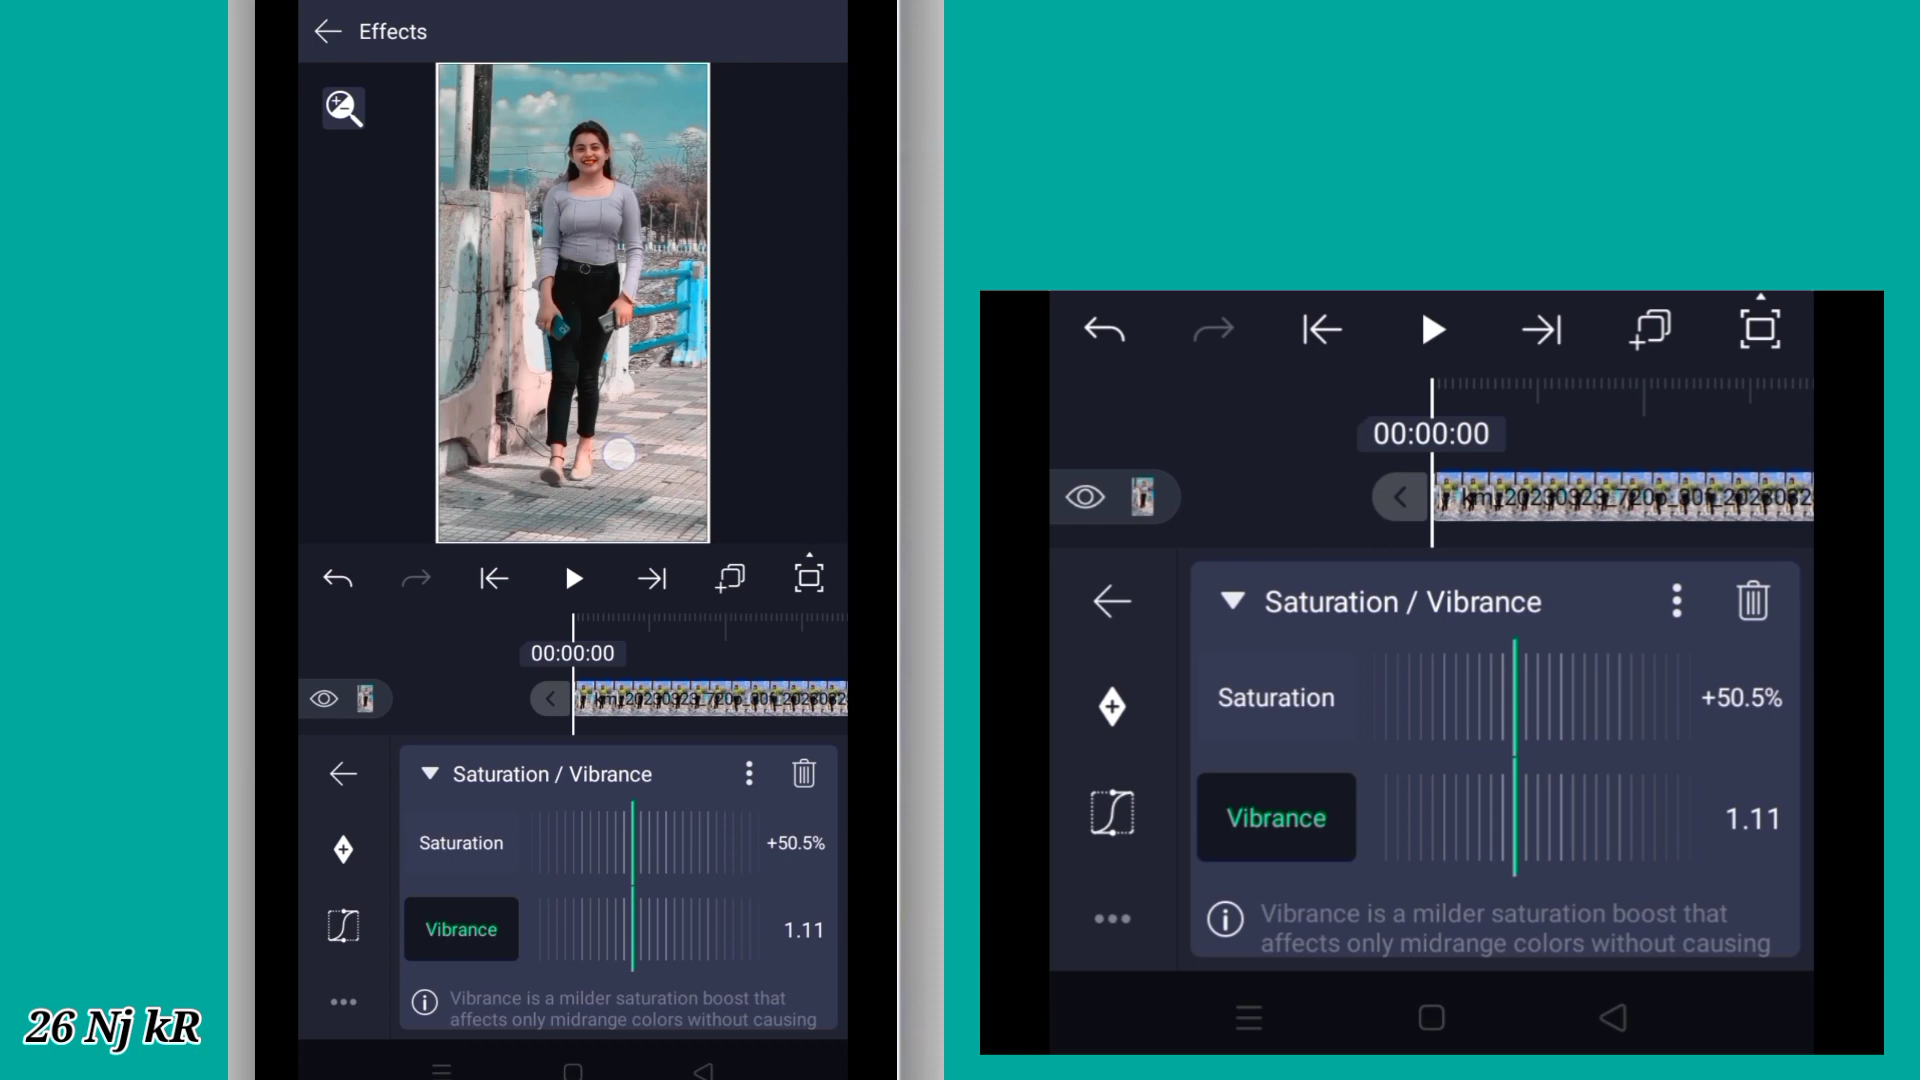 Effects
00:00:00
Saturation / Vibrance
Saturation
+50.5%
Vibrance
1.11
Vibrance is a milder saturation boost that
affects only midrange colors without causing
00:00:00
Saturation / Vibrance
Saturation
+50.5%
Vibrance
1.11
Vibrance is a milder saturation boost that
affects only midrange colors without causing
26 Nj kR